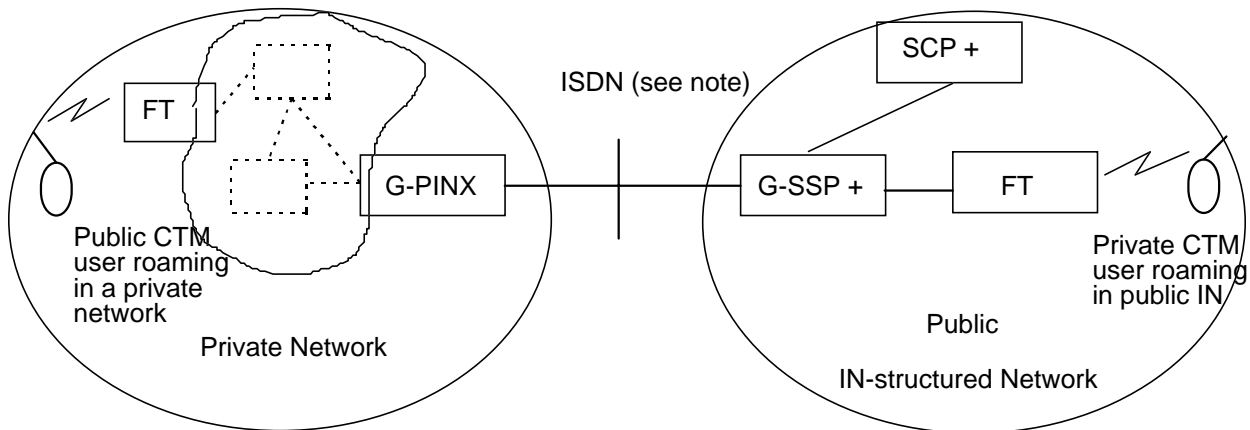 SCP +
ISDN (see note)
FT
G-PINX
G-SSP +
FT
Public CTM
user roaming
in a private
network
Private CTM
user roaming
in public IN
Private Network
Public
IN-structured Network